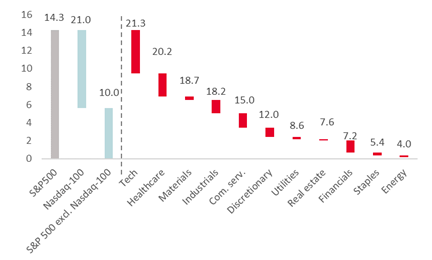 16
14
12
10
8
6
4
2
0
14.3
21.0
10.0
21.3
20.2
18.7
18.2
15.0
12.0
8.6
7.6
7.2
5.4
4.0
S&P500
Nasdaq-100
S&P 500 excl. Nasdaq-100
Tech
Healthcare
Materials
Industrials
Com. serv.
Discretionary
Utilities
Real estate
Financials
Staples
Energy